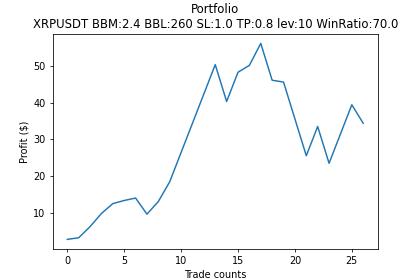 Portfolio
XRPUSDT BBM:2.4 BBL:260 SL:1.0 TP:0.8 lev:10 WinRatio:70.0
Profit ($)
50
40
30
20
10
0 5 10 15 20 25
Trade counts